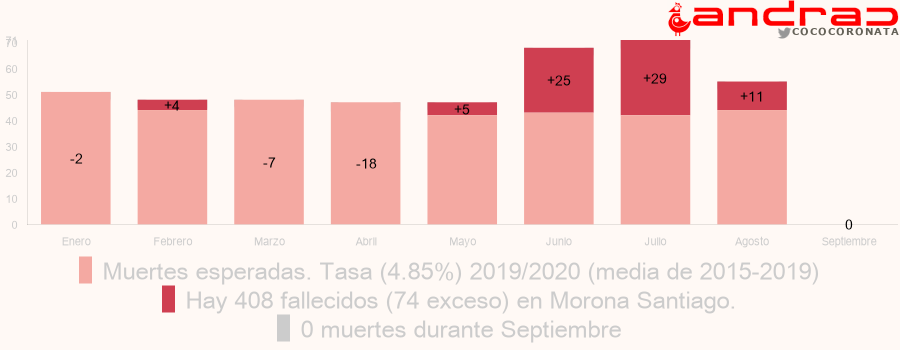 andrac
COCOCORONATA
71
70
50
40
30
20
10
0
-2
+4
-7
-18
+5
+25
+29
+11
0
Enero Febrero Marzo Abril Mayo Junio Julio Agosto Septiembre
Muertes esperadas. Tasa (4.85%) 2019/2020 (media de 2015-2019)
Hay 408 fallecidos (74 exceso) en Morona Santiago.
0 muertes durante Septiembre